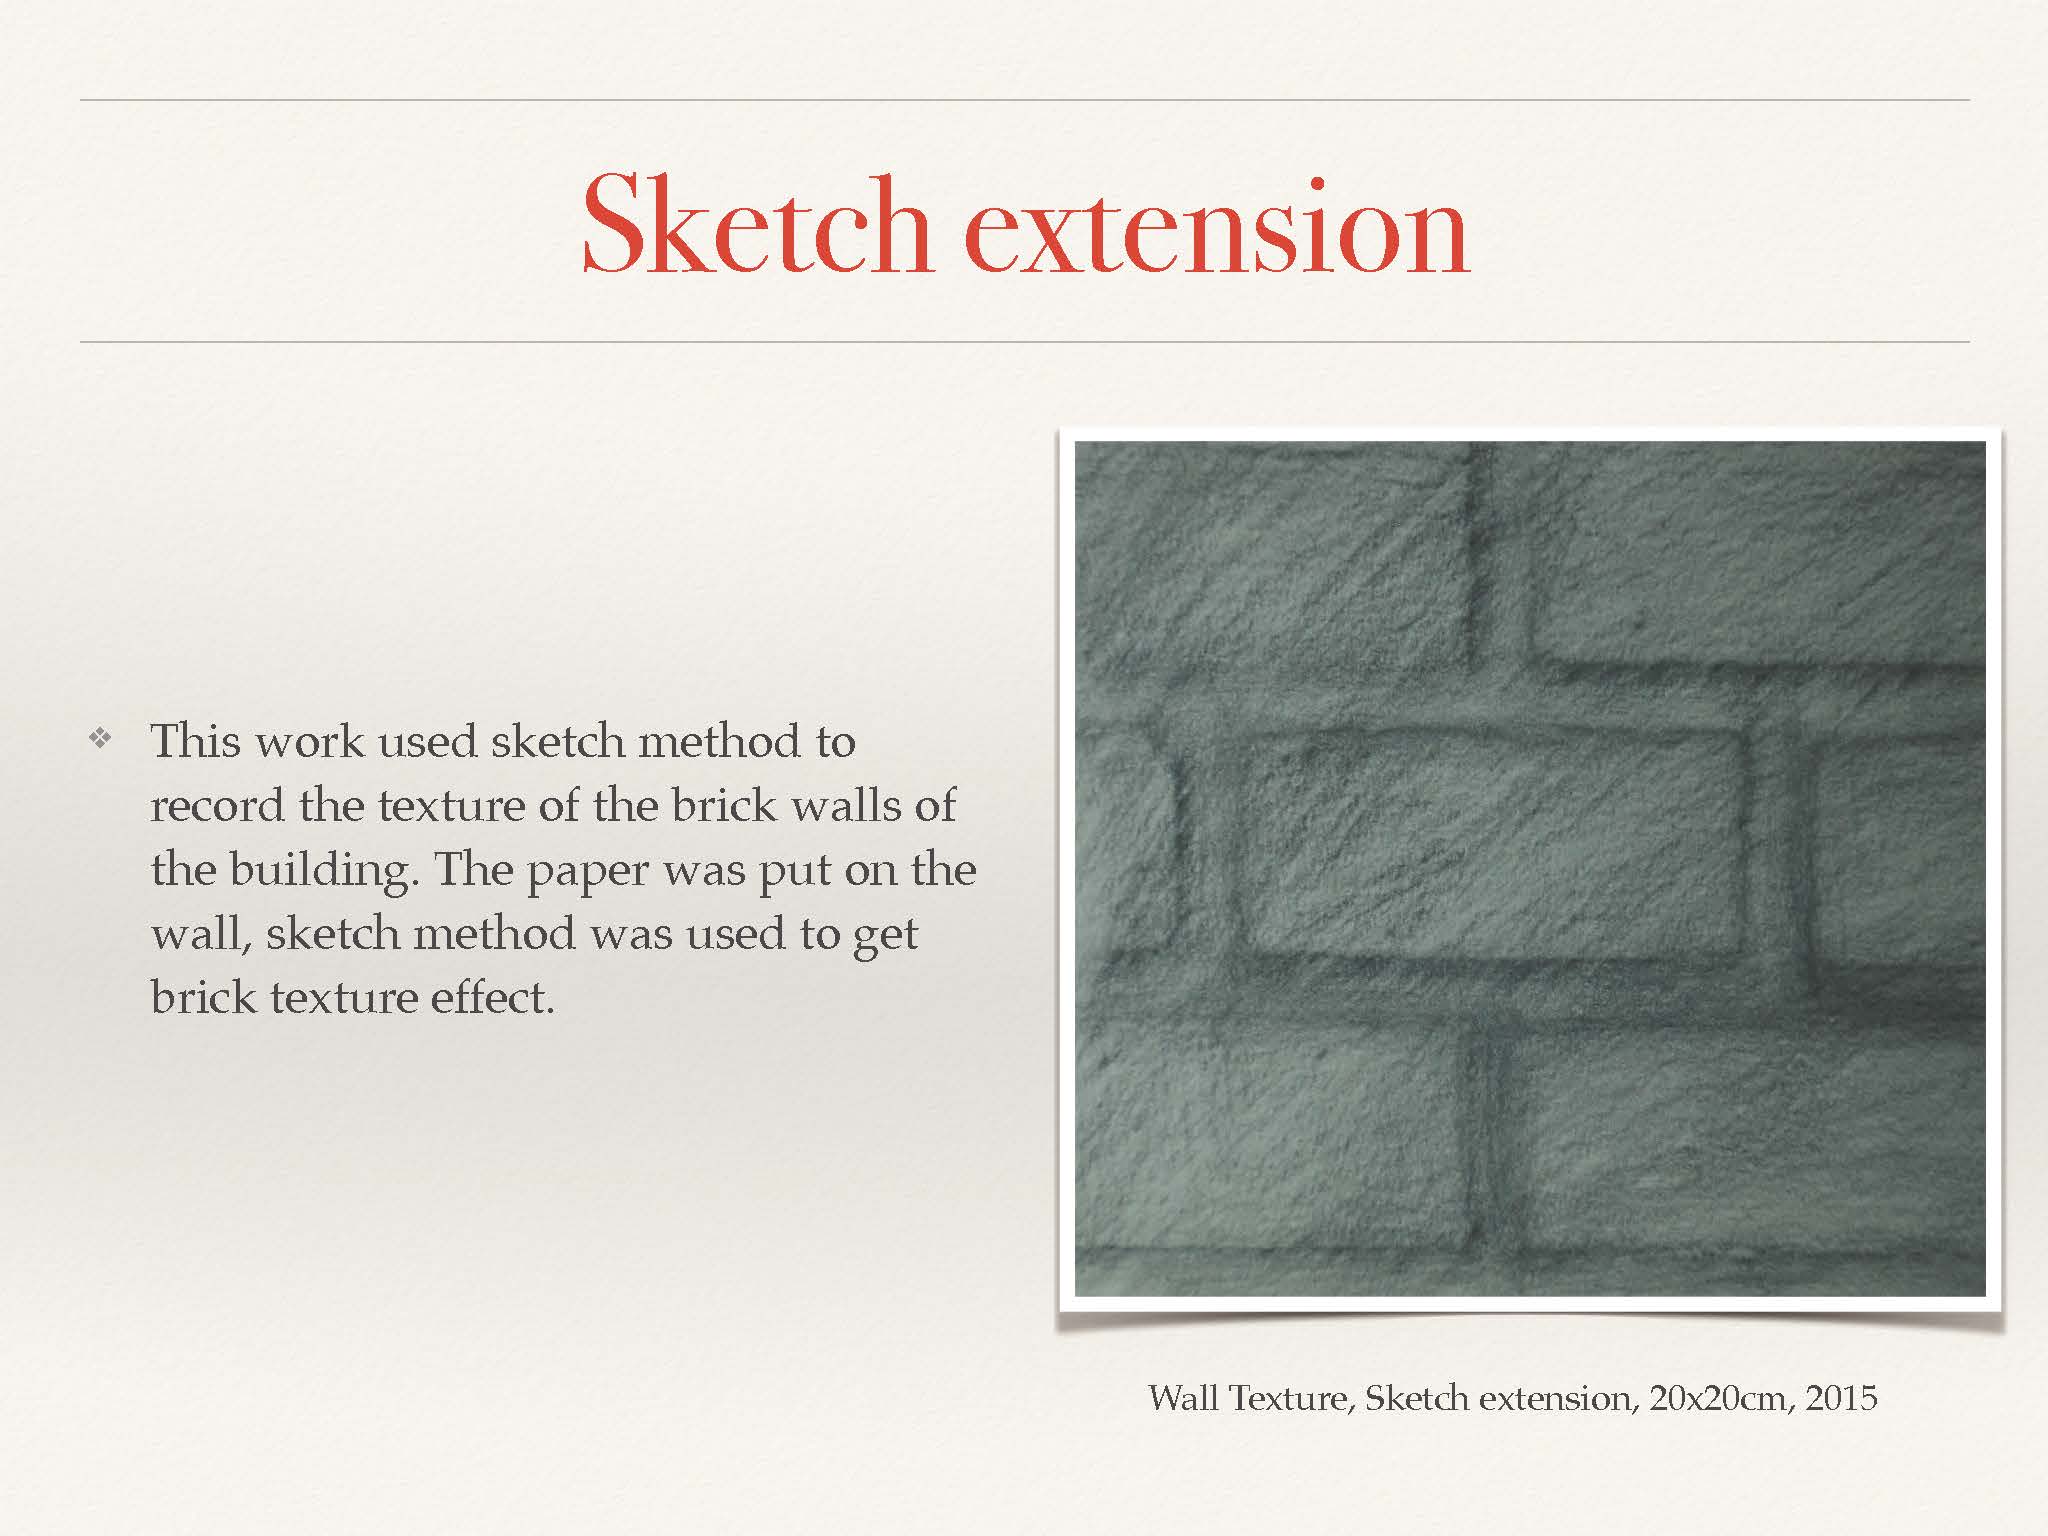 Sketch extension
❖ This work used sketch method to
record the texture of the brick walls of
the building. The paper was put on the
wall, sketch method was used to get
brick texture effect.
Wall Texture, Sketch extension, 20x20cm, 2015